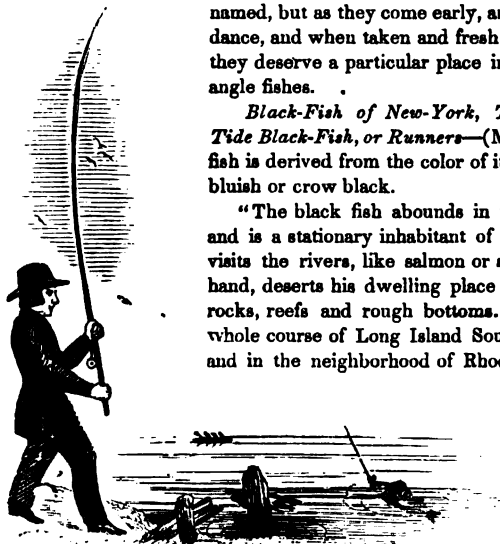 named, but as they come early, a
dance, and when taken and fresh
they deserve a particular place i
angle fishes.
Black-Fish of New-York,
Tide Black-Fish, or Runners—(M
fish is derived from the color of i
bluish or crow black.
"The black fish abounds in
and is a stationary inhabitant of
visits the rivers, like salmon or
hand, deserts his dwelling place
rocks, reefs and rough bottoms.
whole course of Long Island Sou
and in the neighborhood of Rho